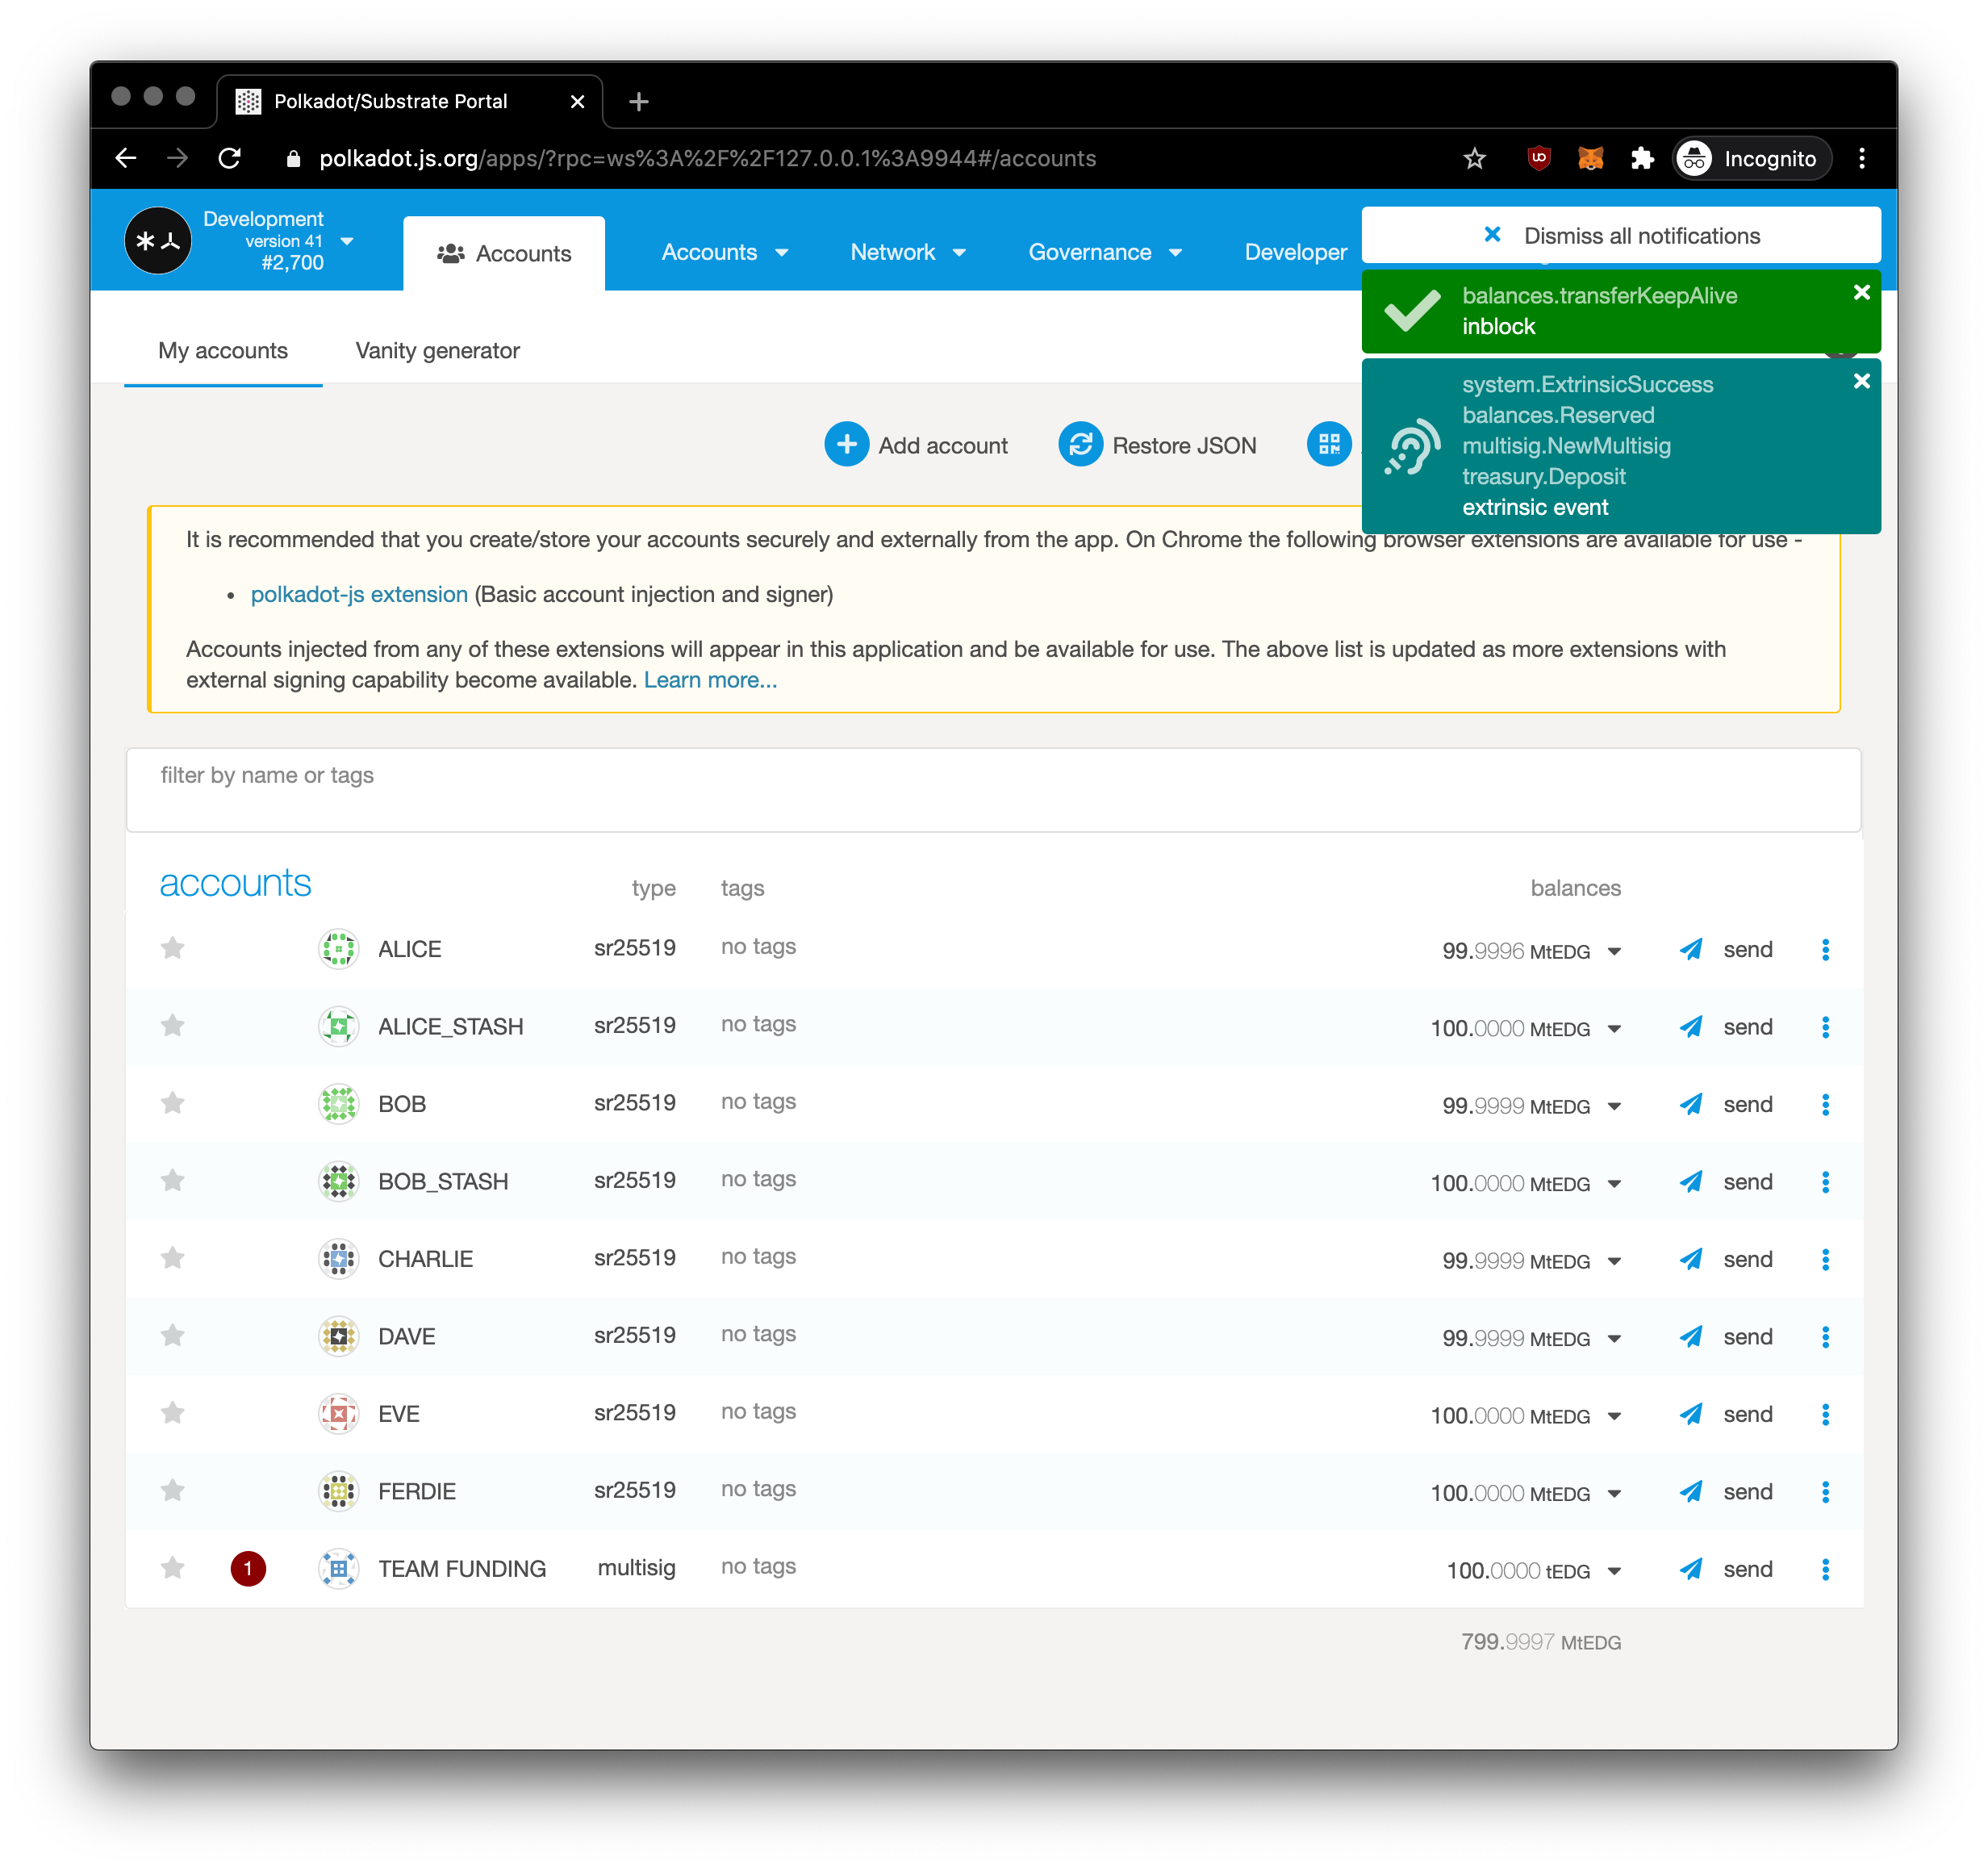 Polkadot/Substrate Portal
polkadot.js.org/apps/?rpc=ws%3A%2F%2F127.0.0.1%3A9944#/accounts
Incognito
Development
version 41
#2,700
Accounts
Accounts
Network
Governance
Developer
Dismiss all notifications
balances.transferKeepAlive
inblock
system.ExtrinsicSuccess
balances.Reserved
multisig.NewMultisig
treasury.Deposit
extrinsic event
My accounts
Vanity generator
Add account
Restore JSON
It is recommended that you create/store your accounts securely and externally from the app. On Chrome the following browser extensions are available for use -
• polkadot-js extension (Basic account injection and signer)
Accounts injected from any of these extensions will appear in this application and be available for use. The above list is updated as more extensions with
external signing capability become available. Learn more...
filter by name or tags
accounts type tags balances
ALICE sr25519 no tags 99.9996 MtEDG send
ALICE_STASH sr25519 no tags 100.0000 MtEDG send
BOB sr25519 no tags 99.9999 MtEDG send
BOB_STASH sr25519 no tags 100.0000 MtEDG send
CHARLIE sr25519 no tags 99.9999 MtEDG send
DAVE sr25519 no tags 99.9999 MtEDG send
EVE sr25519 no tags 100.0000 MtEDG send
FERDIE sr25519 no tags 100.0000 MtEDG send
1 TEAM FUNDING multisig no tags 100.0000 tEDG send
799.9997 MtEDG